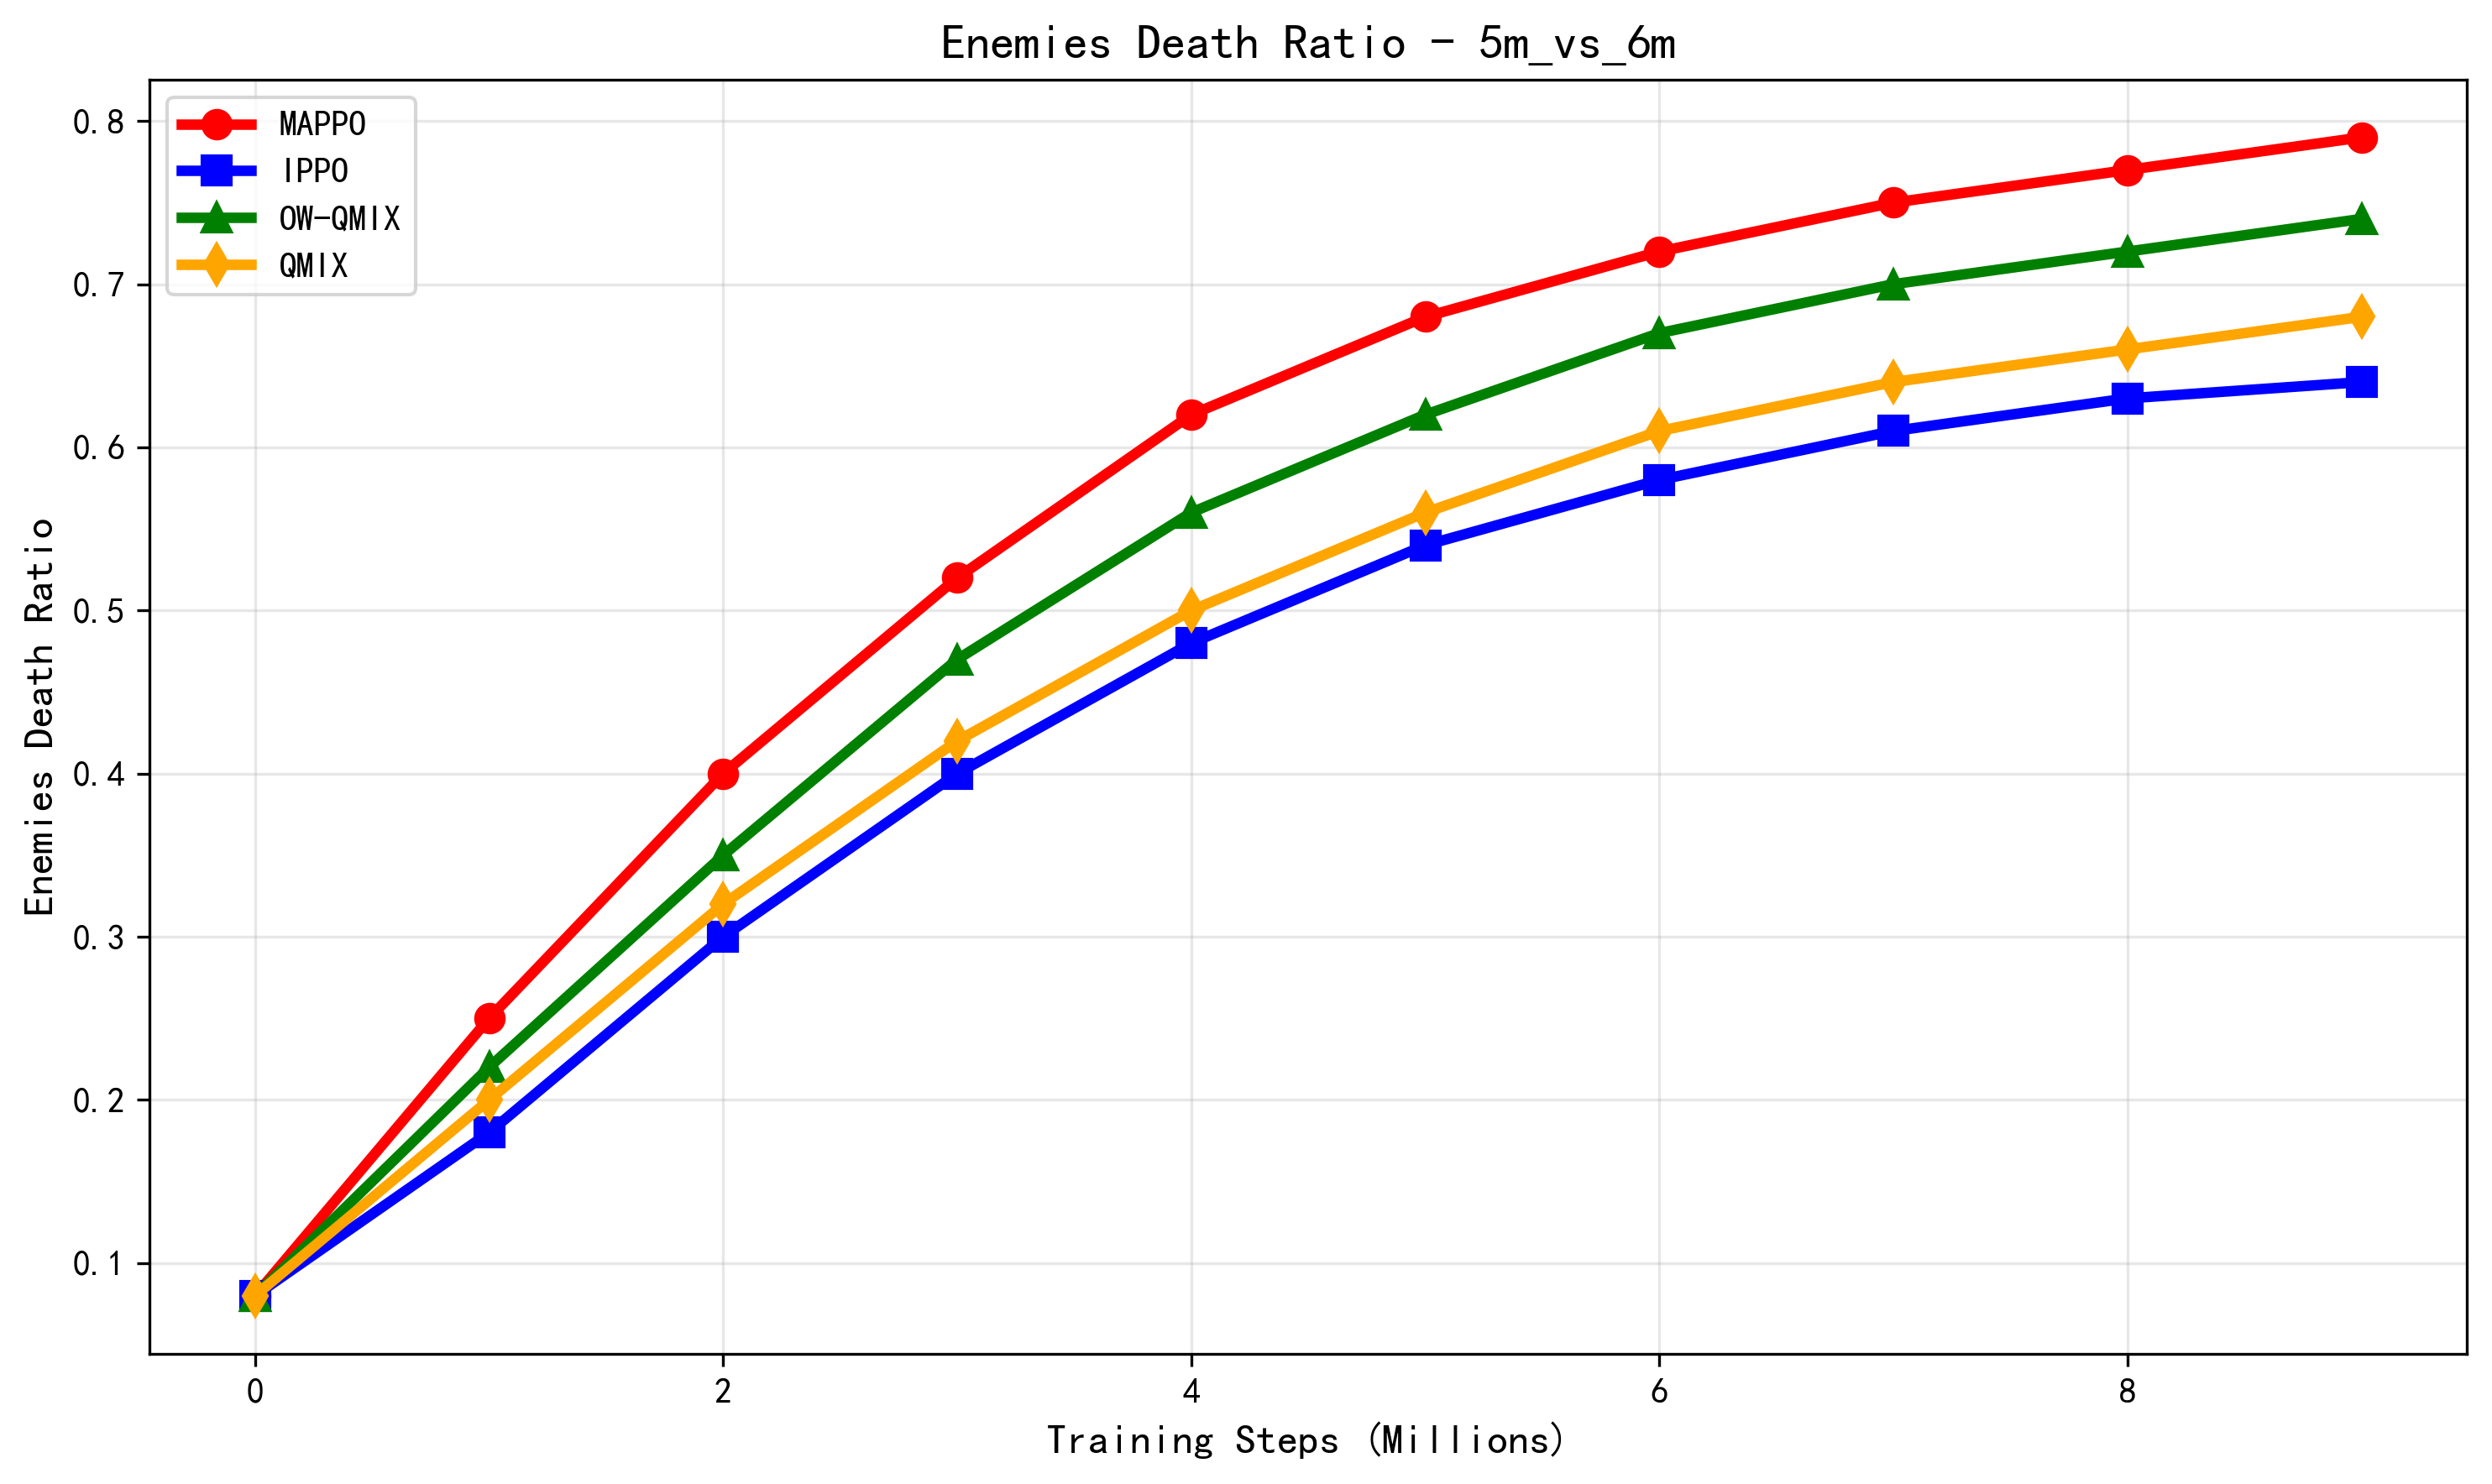 Enemies Death Ratio - 5m_vs_6m
MAPPO
IPPO
OW-QMIX
QMIX
Enemies Death Ratio
0.8
0.7
0.6
0.5
0.4
0.3
0.2
0.1
0 2 4 6 8
Training Steps (Millions)